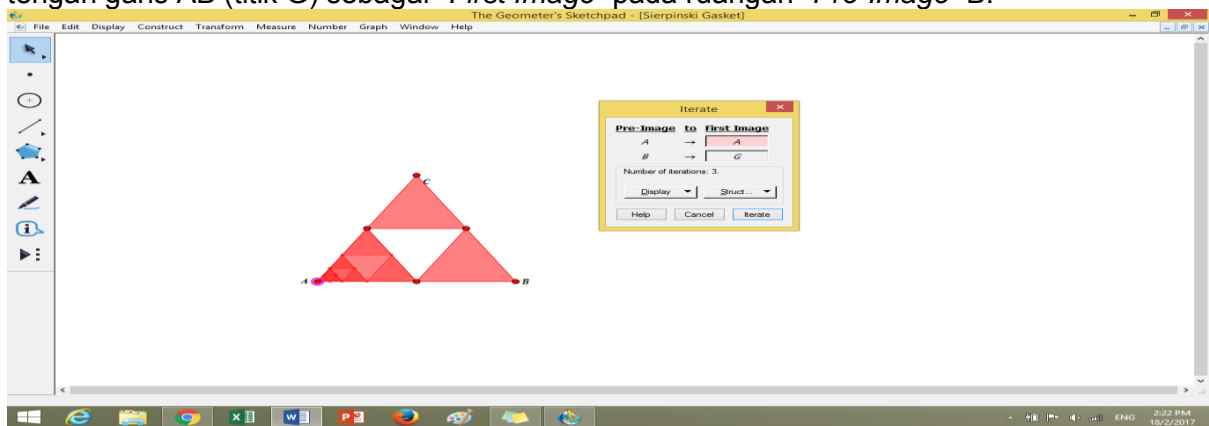 tengah garis AB (titik G) sebagai "First Image" pada ruangan "Pre-Image" B.
The Geometer's Sketchpad - [Sierpinski Gasket]
File Edit Display Construct Transform Measure Number Graph Window Help
Iterate
Pre-Image to First Image
A → A
B → G
Number of iterations: 3.
Display Struct...
Help Cancel Iterate
C
A B
A
ENG 2:22 PM
18/2/2017